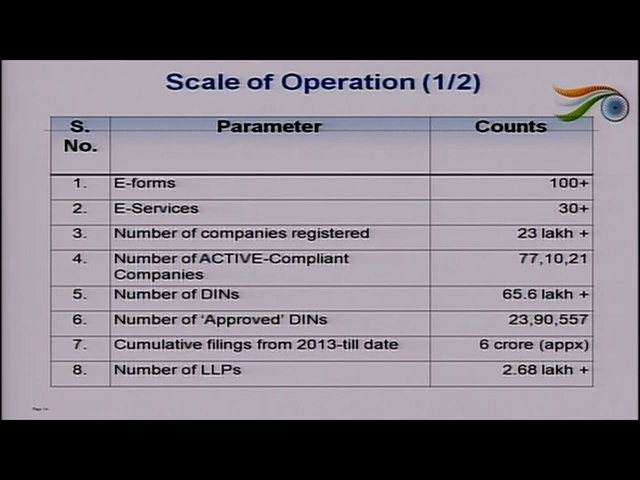 Scale of Operation (1/2)
S. No. Parameter Counts
1. E-forms 100+
2. E-Services 30+
3. Number of companies registered 23 lakh +
4. Number of ACTIVE-Compliant Companies 77,10,21
5. Number of DINs 65.6 lakh +
6. Number of ‘Approved’ DINs 23,90,557
7. Cumulative filings from 2013-till date 6 crore (appx)
8. Number of LLPs 2.68 lakh +